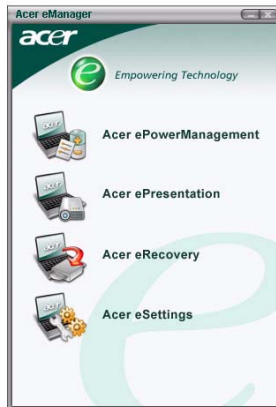 Acer eManager
acer
e Empowering Technology
Acer ePowerManagement
Acer ePresentation
Acer eRecovery
Acer eSettings